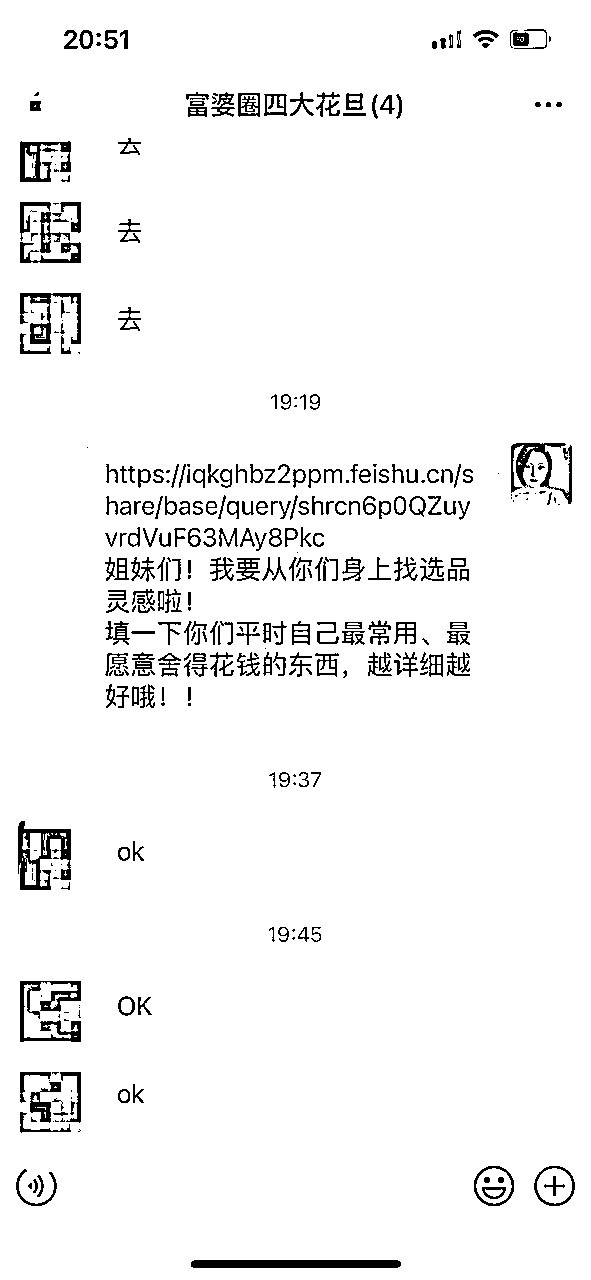 20:51
富婆圈四大花旦(4)
去
去
去
19:19
https://iqkghbz2ppm.feishu.cn/s
hare/base/query/shrcn6p0QZuy
vrdVuF63MAy8Pkc
姐妹们！我要从你们身上找选品
灵感啦！
填一下你们平时自己最常用、最
愿意舍得花钱的东西，越详细越
好哦！！
19:37
ok
19:45
OK
ok